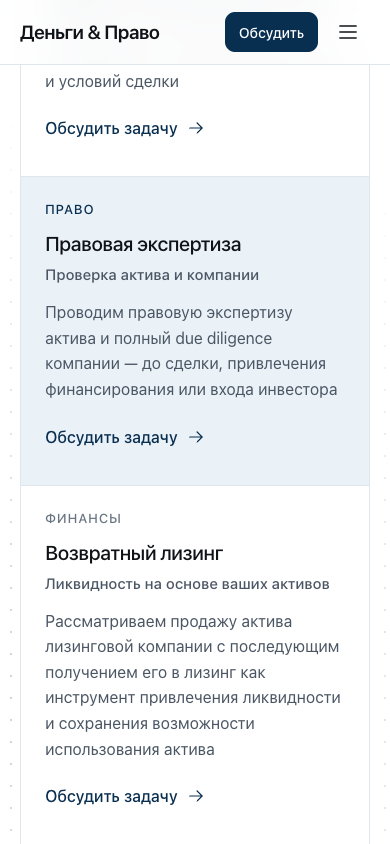 Деньги & Право
Обсудить
и условий сделки
Обсудить задачу →
ПРАВО
Правовая экспертиза
Проверка актива и компании
Проводим правовую экспертизу
актива и полный due diligence
компании — до сделки, привлечения
финансирования или входа инвестора
Обсудить задачу →
ФИНАНСЫ
Возвратный лизинг
Ликвидность на основе ваших активов
Рассматриваем продажу актива
лизинговой компании с последующим
получением его в лизинг как
инструмент привлечения ликвидности
и сохранения возможности
использования актива
Обсудить задачу →